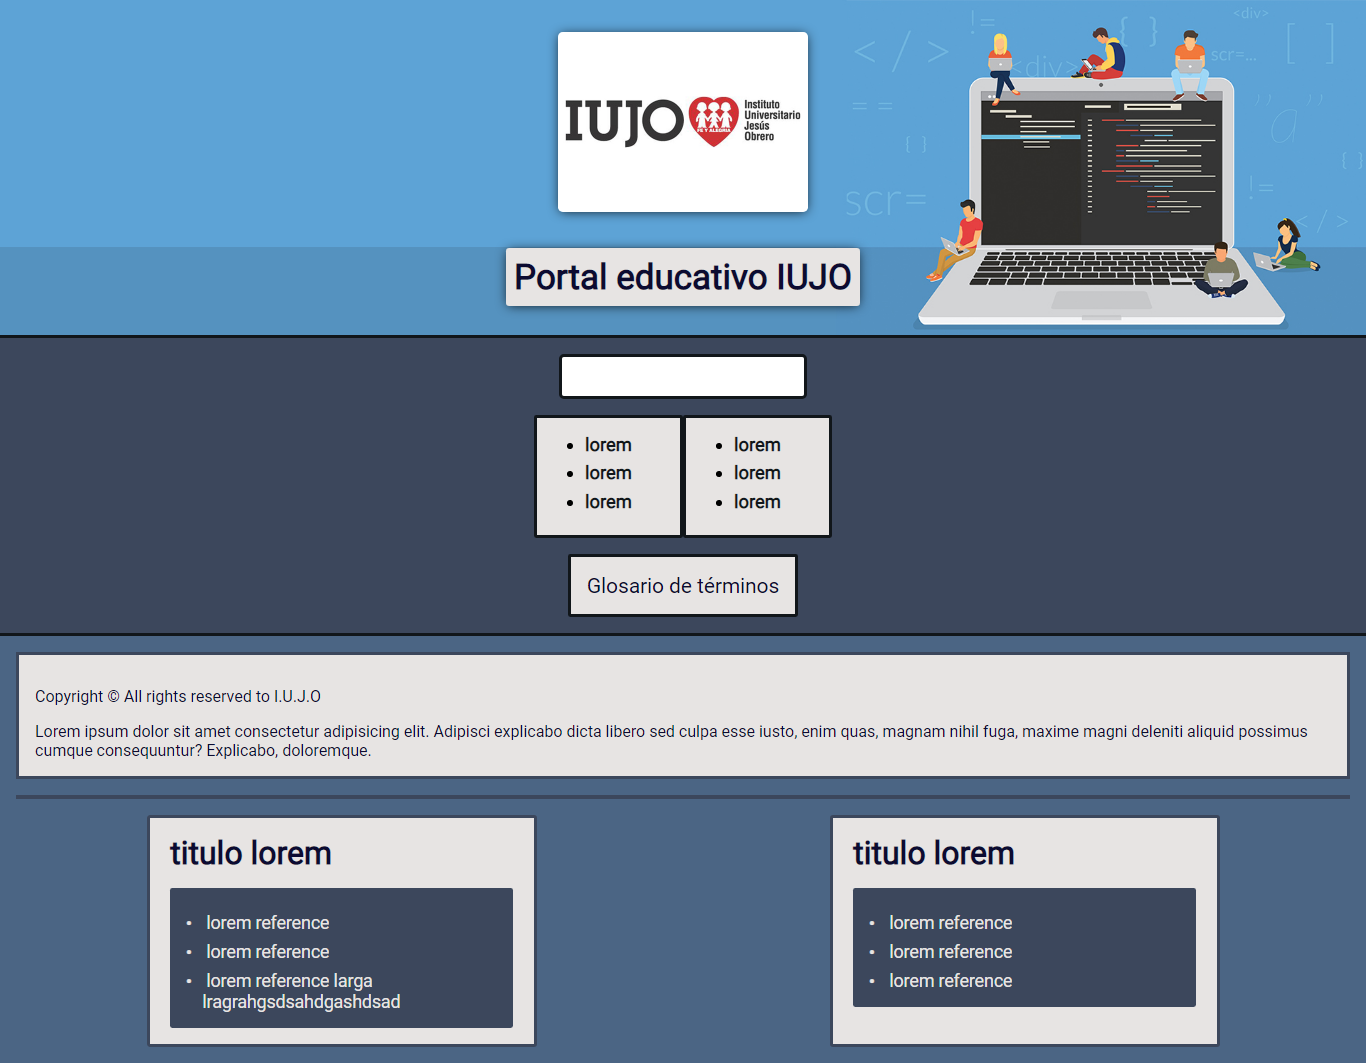 <div>
!=
{ }
[ ]
</ >
scr=...
<div>
IUJO
Instituto
Universitario
Jesús
Obrero
FE Y ALEGRIA
= =
" a "
{ }
{ }
!=
scr=
</ >
Portal educativo IUJO
• lorem
• lorem
• lorem
• lorem
• lorem
• lorem
Glosario de términos
Copyright © All rights reserved to I.U.J.O
Lorem ipsum dolor sit amet consectetur adipisicing elit. Adipisci explicabo dicta libero sed culpa esse iusto, enim quas, magnam nihil fuga, maxime magni deleniti aliquid possimus
cumque consequuntur? Explicabo, doloremque.
titulo lorem
• lorem reference
• lorem reference
• lorem reference larga
lragrahgsdsahdgashdsad
titulo lorem
• lorem reference
• lorem reference
• lorem reference